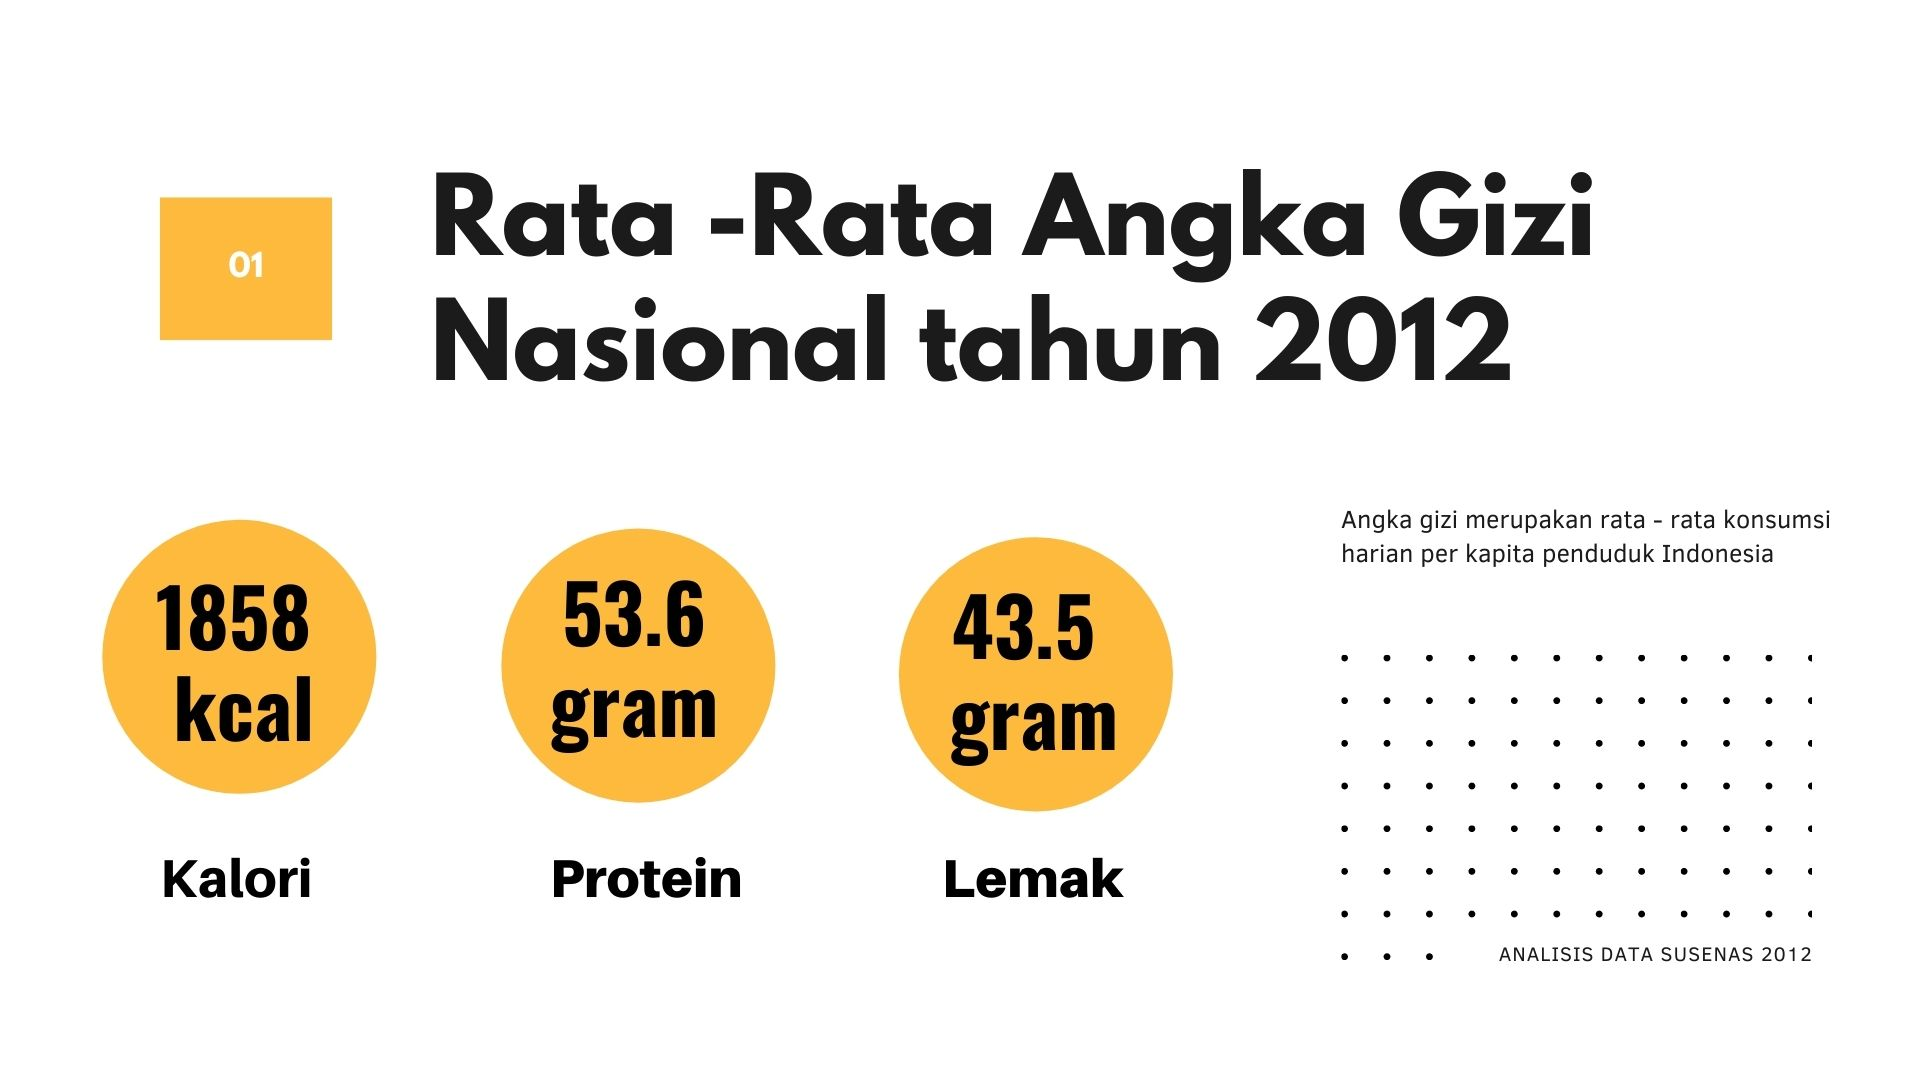 01
Rata -Rata Angka Gizi
Nasional tahun 2012
1858
kcal
Kalori
53.6
gram
Protein
43.5
gram
Lemak
Angka gizi merupakan rata - rata konsumsi
harian per kapita penduduk Indonesia
ANALISIS DATA SUSENAS 2012